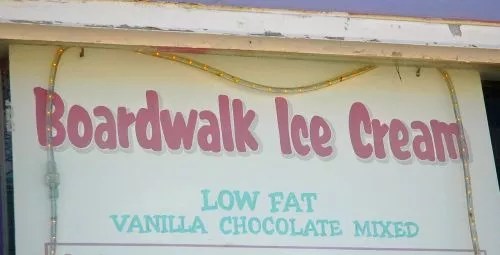 Boardwalk Ice Cream
LOW FAT
VANILLA CHOCOLATE MIXED